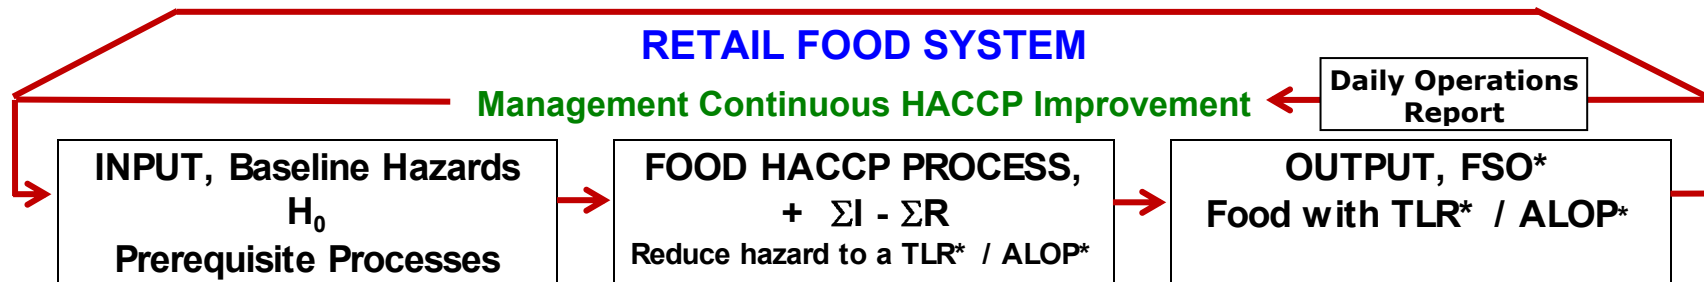 RETAIL FOOD SYSTEM
Management Continuous HACCP Improvement
Daily Operations
Report
INPUT, Baseline Hazards
H₀
Prerequisite Processes
FOOD HACCP PROCESS,
+ ΣI - ΣR
Reduce hazard to a TLR* / ALOP*
OUTPUT, FSO*
Food with TLR* / ALOP*